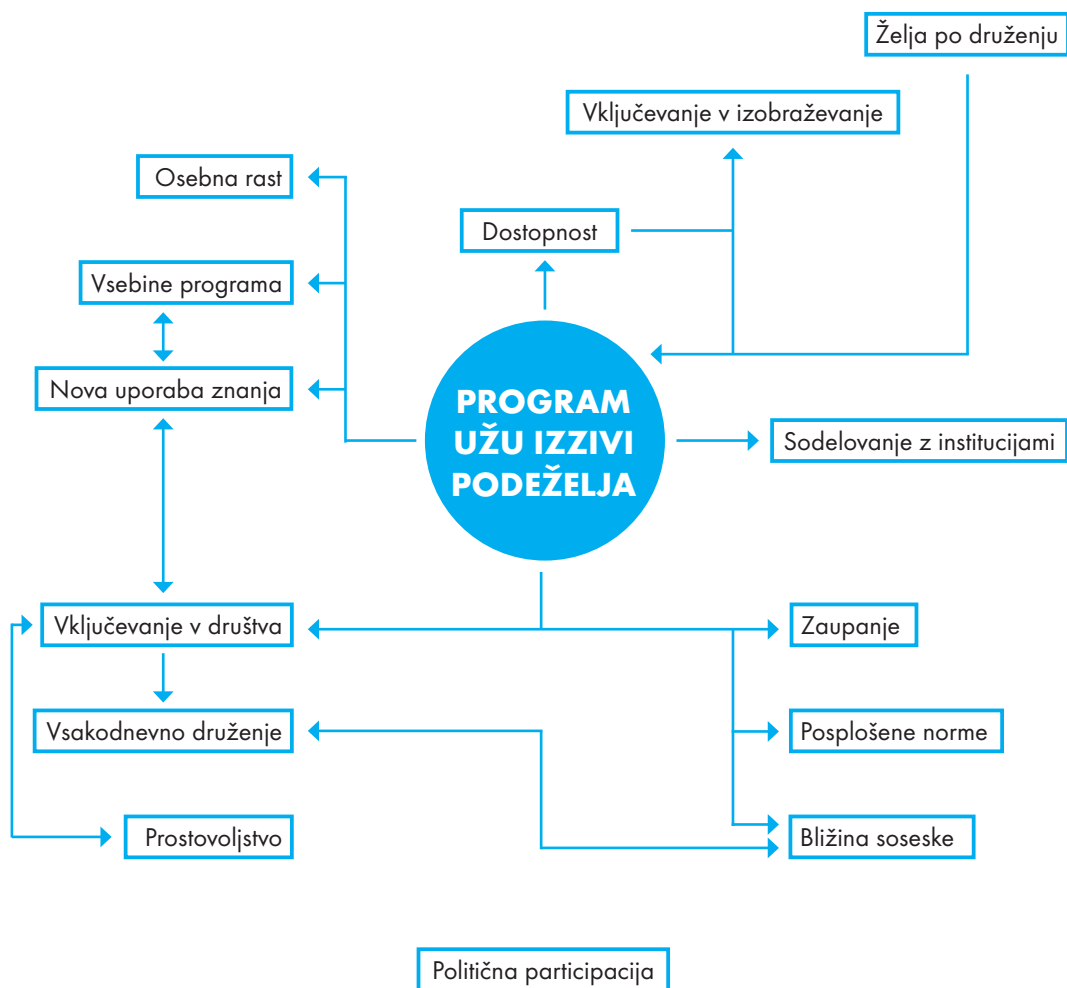 Želja po druženju
Vključevanje v izobraževanje
Osebna rast
Dostopnost
Vsebine programa
Nova uporaba znanja
PROGRAM
UŽU IZZIVI
PODEŽELJA
Sodelovanje z institucijami
Vključevanje v društva
Zaupanje
Vsakodnevno druženje
Posplošene norme
Prostovoljstvo
Bližina soseske
Politična participacija